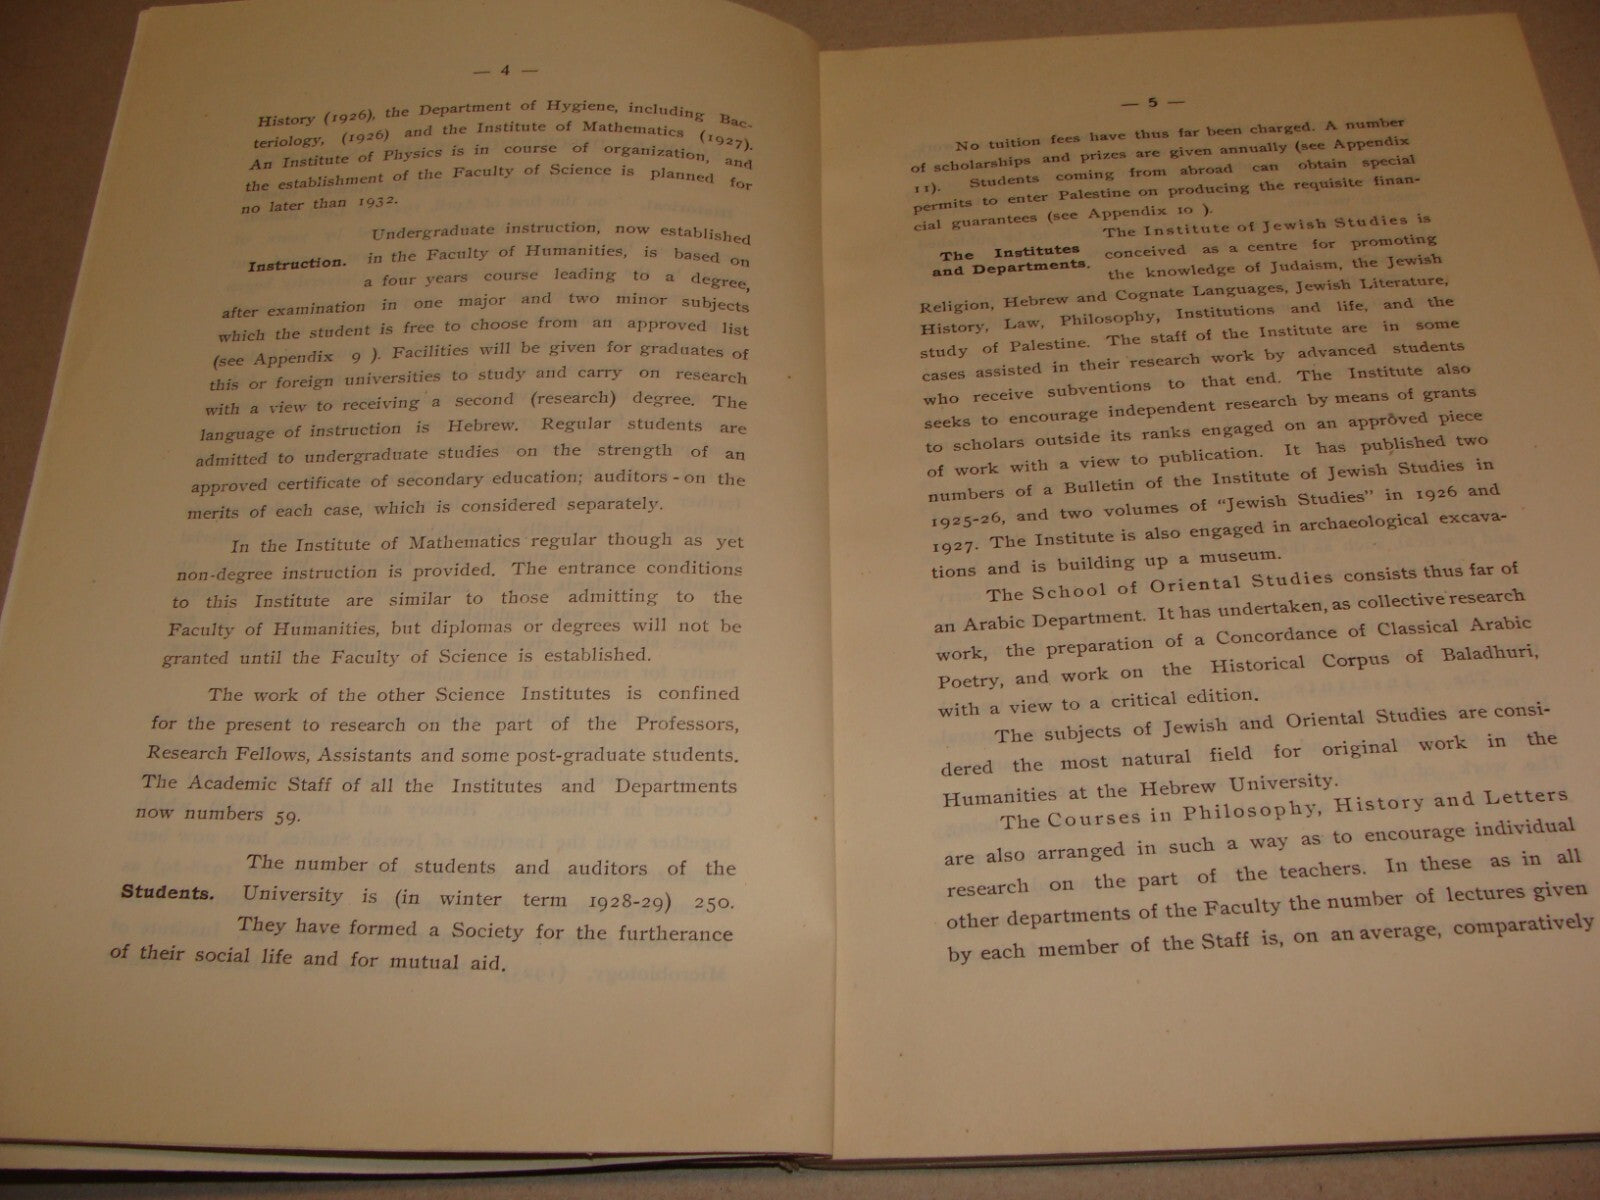 — 4 —
History (1926), the Department of Hygiene, including Bac-
teriology, (1926) and the Institute of Mathematics (1927).
An Institute of Physics is in course of organization, and
the establishment of the Faculty of Science is planned for
no later than 1932.
Undergraduate instruction, now established
Instruction. in the Faculty of Humanities, is based on
a four years course leading to a degree,
after examination in one major and two minor subjects
which the student is free to choose from an approved list
(see Appendix 9 ). Facilities will be given for graduates of
this or foreign universities to study and carry on research
with a view to receiving a second (research) degree. The
language of instruction is Hebrew. Regular students are
admitted to undergraduate studies on the strength of an
approved certificate of secondary education; auditors - on the
merits of each case, which is considered separately.
In the Institute of Mathematics regular though as yet
non-degree instruction is provided. The entrance conditions
to this Institute are similar to those admitting to the
Faculty of Humanities, but diplomas or degrees will not be
granted until the Faculty of Science is established.
The work of the other Science Institutes is confined
for the present to research on the part of the Professors,
Research Fellows, Assistants and some post-graduate students.
The Academic Staff of all the Institutes and Departments
now numbers 59.
The number of students and auditors of the
Students. University is (in winter term 1928-29) 250.
They have formed a Society for the furtherance
of their social life and for mutual aid.
— 5 —
No tuition fees have thus far been charged. A number
of scholarships and prizes are given annually (see Appendix
11). Students coming from abroad can obtain special
permits to enter Palestine on producing the requisite finan-
cial guarantees (see Appendix 10 ).
The Institute of Jewish Studies is
The Institutes conceived as a centre for promoting
and Departments. the knowledge of Judaism, the Jewish
Religion, Hebrew and Cognate Languages, Jewish Literature,
History, Law, Philosophy, Institutions and life, and the
study of Palestine. The staff of the Institute are in some
cases assisted in their research work by advanced students
who receive subventions to that end. The Institute also
seeks to encourage independent research by means of grants
to scholars outside its ranks engaged on an approved piece
of work with a view to publication. It has published two
numbers of a Bulletin of the Institute of Jewish Studies in
1925-26, and two volumes of “Jewish Studies” in 1926 and
1927. The Institute is also engaged in archaeological excava-
tions and is building up a museum.
The School of Oriental Studies consists thus far of
an Arabic Department. It has undertaken, as collective research
work, the preparation of a Concordance of Classical Arabic
Poetry, and work on the Historical Corpus of Baladhuri,
with a view to a critical edition.
The subjects of Jewish and Oriental Studies are consi-
dered the most natural field for original work in the
Humanities at the Hebrew University.
The Courses in Philosophy, History and Letters
are also arranged in such a way as to encourage individual
research on the part of the teachers. In these as in all
other departments of the Faculty the number of lectures given
by each member of the Staff is, on an average, comparatively